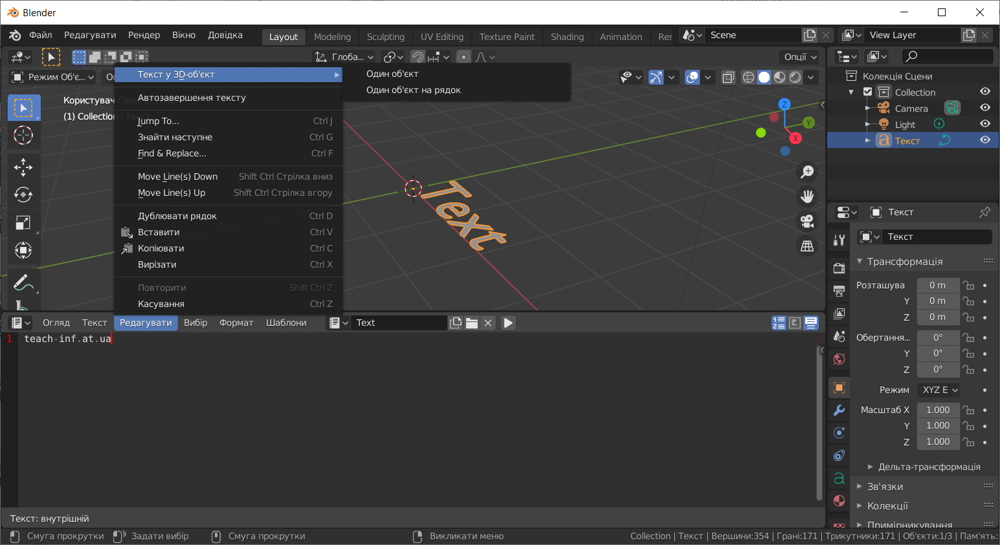 Blender
Файл Редагувати Рендер Вікно Довідка Layout Modeling Sculpting UV Editing Texture Paint Shading Animation Scene View Layer
Глоба... Опції
Режим Об'є...
Текст у 3D-об'єкт
Один об'єкт
Один об'єкт на рядок
Автозавершення тексту
Jump To... Ctrl J
Знайти наступне Ctrl G
Find & Replace... Ctrl F
Move Line(s) Down Shift Ctrl Стрілка вниз
Move Line(s) Up Shift Ctrl Стрілка вгору
Дублювати рядок Ctrl D
Вставити Ctrl V
Копіювати Ctrl C
Вирізати Ctrl X
Повторити Shift Ctrl Z
Касування Ctrl Z
Користувач
(1) Collection
Z
Y
X
Text
Колекція Сцени
Collection
Camera
Light
Текст
Текст
Текст
Трансформація
Розташува 0 m
Y 0 m
Z 0 m
Обертання... 0°
Y 0°
Z 0°
Режим XYZ E
Масштаб X 1.000
Y 1.000
Z 1.000
Дельта-трансформація
Зв'язки
Колекції
Примірникування
Огляд Текст Редагувати Вибір Формат Шаблони Text
1 teach-inf.at.ua
Текст: внутрішній
Смуга прокрутки Задати вибір Смуга прокрутки Викликати меню Collection | Текст | Вершини:354 | Грані:171 | Трикутники:171 | Об'єкти:1/3 | Пам'ять: